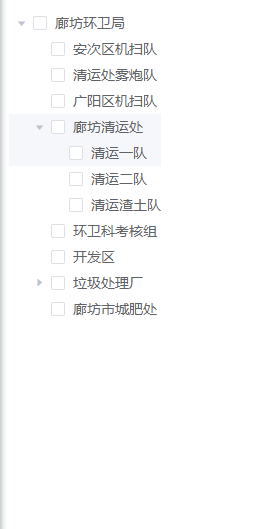 廊坊环卫局
安次区机扫队
清运处雾炮队
广阳区机扫队
廊坊清运处
清运一队
清运二队
清运渣土队
环卫科考核组
开发区
垃圾处理厂
廊坊市城肥处